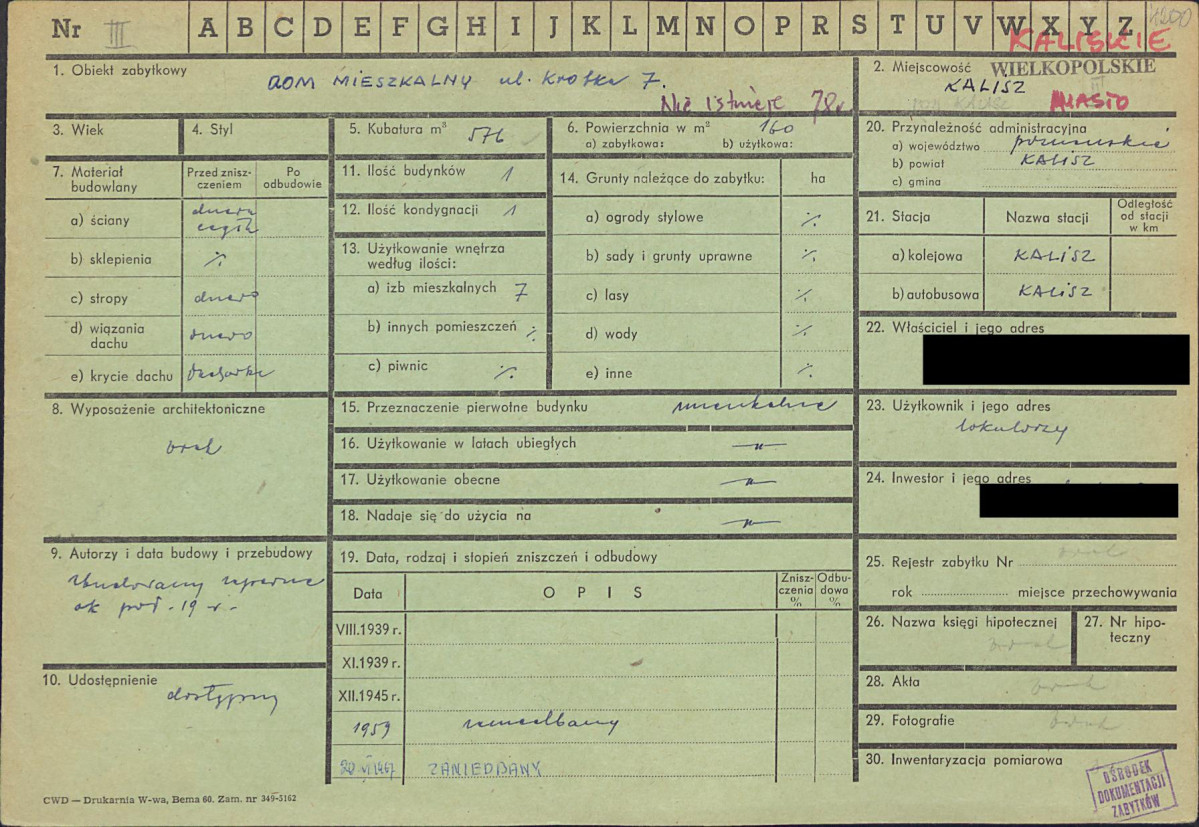 Nr III A B C D E F G H I J K L M N O P R S T U V W X Y Z 1200
KALISKIE
1. Obiekt zabytkowy DOM MIESZKALNY ul. Krótka 7.
Nie istnieje 78r
2. Miejscowość WIELKOPOLSKIE
KALISZ
MIASTO
3. Wiek
4. Styl
5. Kubatura m³ 576
6. Powierzchnia w m² 160
a) zabytkowa: b) użytkowa:
7. Materiał budowlany
Przed zniszczeniem
Po odbudowie
a) ściany drewno cegła
b) sklepienia ·/.
c) stropy drewno
d) wiązania dachu drewno
e) krycie dachu dachówka
8. Wyposażenie architektoniczne
brak
9. Autorzy i data budowy i przebudowy
Zbudowany zapewne
ok poł. 19 w.
10. Udostępnienie
dostępny
11. Ilość budynków 1
12. Ilość kondygnacji 1
13. Użytkowanie wnętrza
według ilości:
a) izb mieszkalnych 7
b) innych pomieszczeń ·/.
c) piwnic ·/.
14. Grunty należące do zabytku: ha
a) ogrody stylowe ·/.
b) sady i grunty uprawne ·/.
c) lasy ·/.
d) wody ·/.
e) inne ·/.
15. Przeznaczenie pierwotne budynku mieszkalne
16. Użytkowanie w latach ubiegłych —"—
17. Użytkowanie obecne —"—
18. Nadaje się do użycia na —"—
19. Data, rodzaj i stopień zniszczeń i odbudowy
Data O P I S Zniszczenia % Odbudowa %
VIII.1939 r.
XI.1939 r.
XII.1945 r.
1959 zaniedbany
20 VI 1967 ZANIEDBANY
20. Przynależność administracyjna
a) województwo poznańskie
b) powiat KALISZ
c) gmina
21. Stacja Nazwa stacji Odległość od stacji w km
a) kolejowa KALISZ
b) autobusowa KALISZ
22. Właściciel i jego adres
23. Użytkownik i jego adres
lokatorzy
24. Inwestor i jego adres
25. Rejestr zabytku Nr brak
rok miejsce przechowywania
26. Nazwa księgi hipotecznej
brak
27. Nr hipoteczny
28. Akta brak
29. Fotografie brak
30. Inwentaryzacja pomiarowa
OŚRODEK
DOKUMENTACJI
ZABYTKÓW
CWD — Drukarnia W-wa, Bema 60. Zam. nr 349-5162